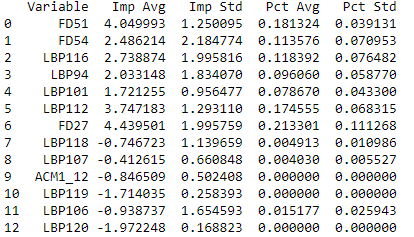 Variable Imp Avg Imp Std Pct Avg Pct Std
0 FD51 4.049993 1.250095 0.181324 0.039131
1 FD54 2.486214 2.184774 0.113576 0.070953
2 LBP116 2.738874 1.995816 0.118392 0.076482
3 LBP94 2.033148 1.834070 0.096060 0.058770
4 LBP101 1.721255 0.956477 0.078670 0.043300
5 LBP112 3.747183 1.293110 0.174555 0.068315
6 FD27 4.439501 1.995759 0.213301 0.111268
7 LBP118 -0.746723 1.139659 0.004913 0.010986
8 LBP107 -0.412615 0.660848 0.004030 0.005527
9 ACM1_12 -0.846509 0.502408 0.000000 0.000000
10 LBP119 -1.714035 0.258393 0.000000 0.000000
11 LBP106 -0.938737 1.654593 0.015177 0.025943
12 LBP120 -1.972248 0.168823 0.000000 0.000000